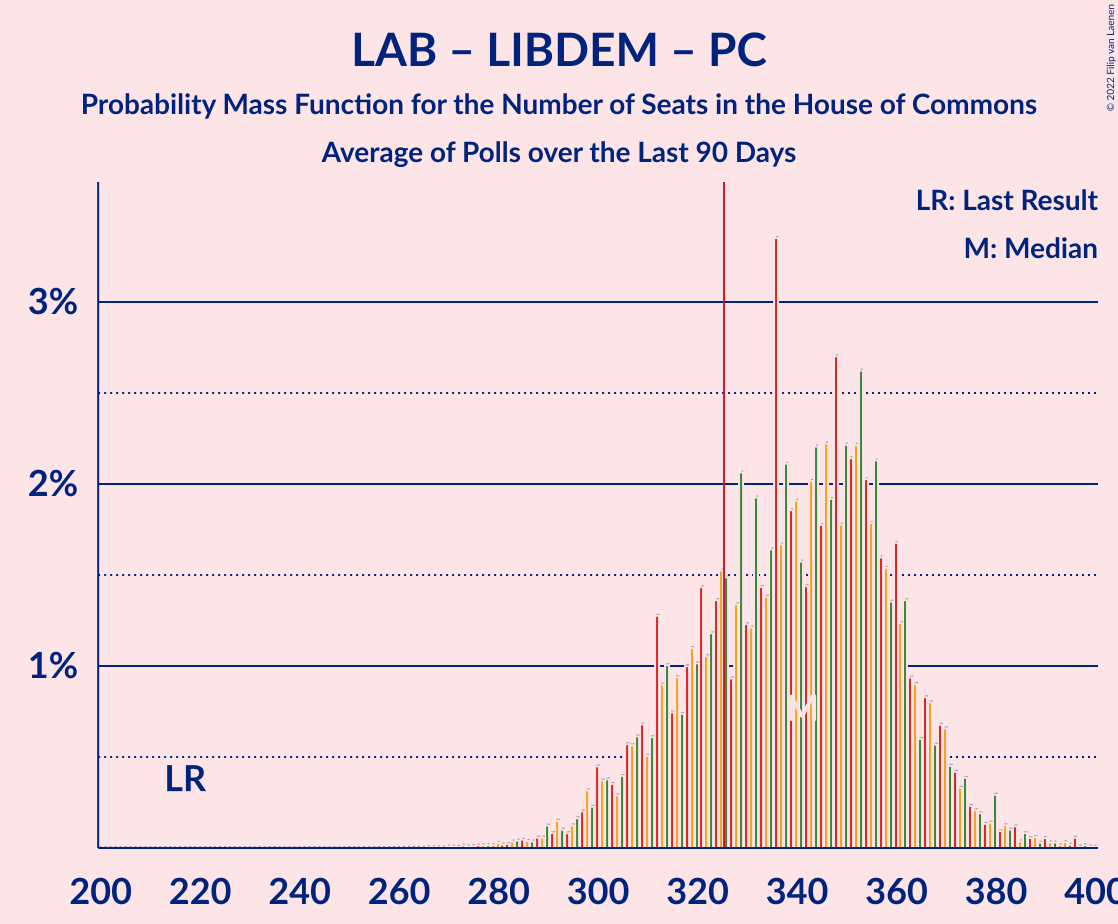 LAB – LIBDEM – PC
Probability Mass Function for the Number of Seats in the House of Commons
Average of Polls over the Last 90 Days
© 2022 Filip van Laenen
LR: Last Result
M: Median
3%
2%
1%
LR
M
200 220 240 260 280 300 320 340 360 380 400